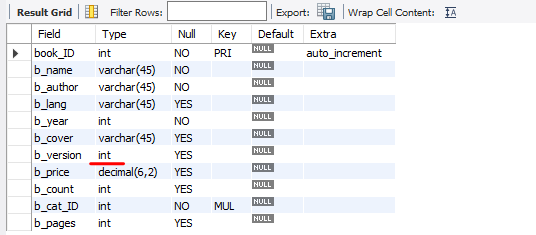 Result Grid Filter Rows: Export: Wrap Cell Content:
Field Type Null Key Default Extra
book_ID int NO PRI NULL auto_increment
b_name varchar(45) NO NULL
b_author varchar(45) NO NULL
b_lang varchar(45) YES NULL
b_year int NO NULL
b_cover varchar(45) YES NULL
b_version int YES NULL
b_price decimal(6,2) YES NULL
b_count int YES NULL
b_cat_ID int NO MUL NULL
b_pages int YES NULL